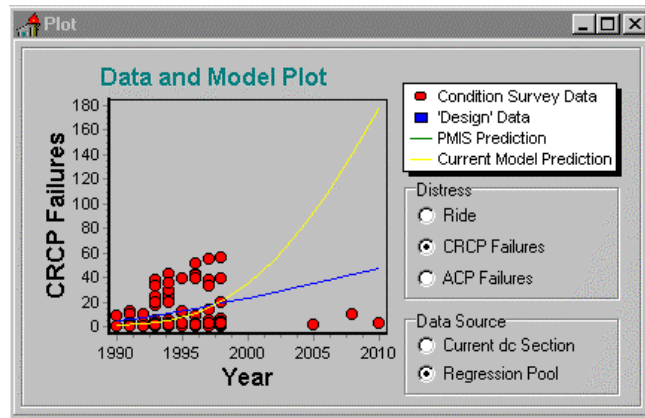 Plot
Data and Model Plot
CRCP Failures
180
160
140
120
100
80
60
40
20
0
1990
1995
2000
2005
2010
Year
Condition Survey Data
'Design' Data
PMIS Prediction
Current Model Prediction
Distress
Ride
CRCP Failures
ACP Failures
Data Source
Current dc Section
Regression Pool